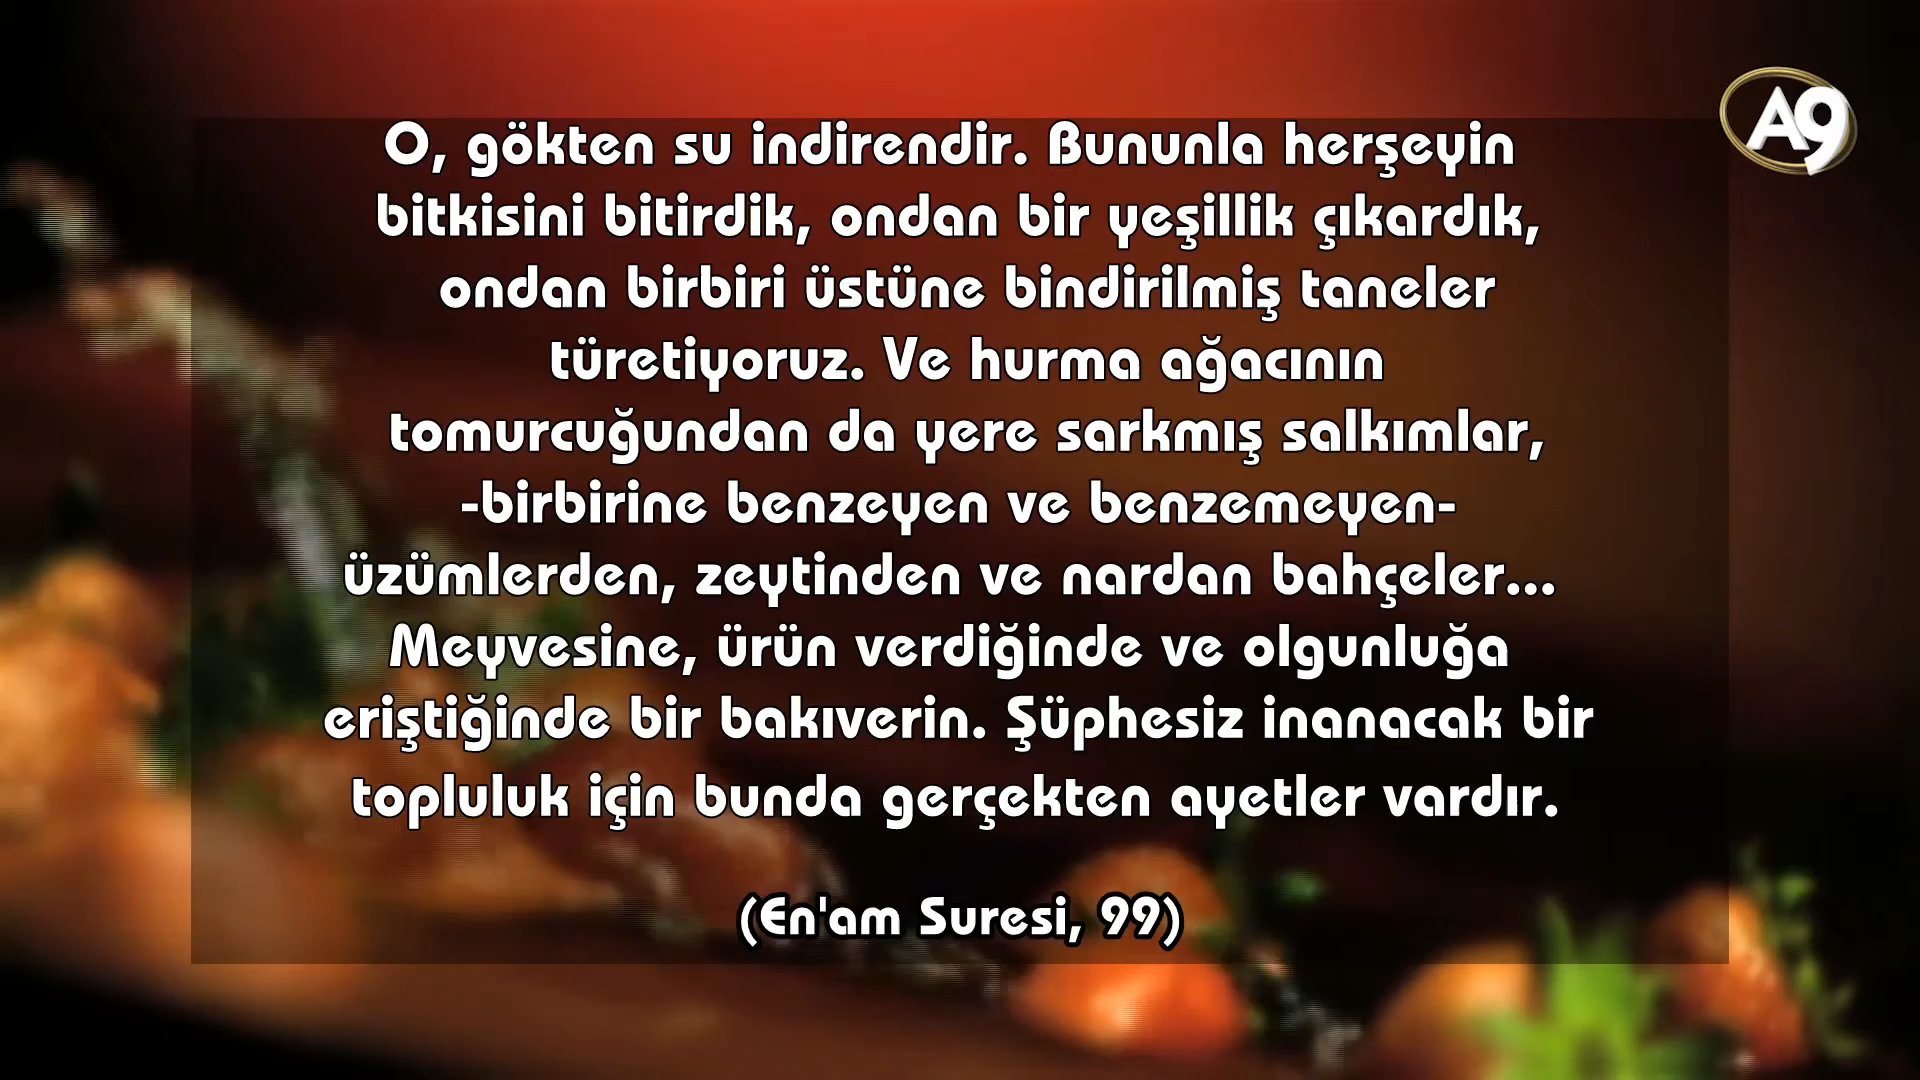 A9
O, gökten su indirendir. Bununla herşeyin
bitkisini bitirdik, ondan bir yeşillik çıkardık,
ondan birbiri üstüne bindirilmiş taneler
türetiyoruz. Ve hurma ağacının
tomurcuğundan da yere sarkmış salkımlar,
-birbirine benzeyen ve benzemeyen-
üzümlerden, zeytinden ve nardan bahçeler...
Meyvesine, ürün verdiğinde ve olgunluğa
eriştiğinde bir bakıverin. Şüphesiz inanacak bir
topluluk için bunda gerçekten ayetler vardır.
(En'am Suresi, 99)